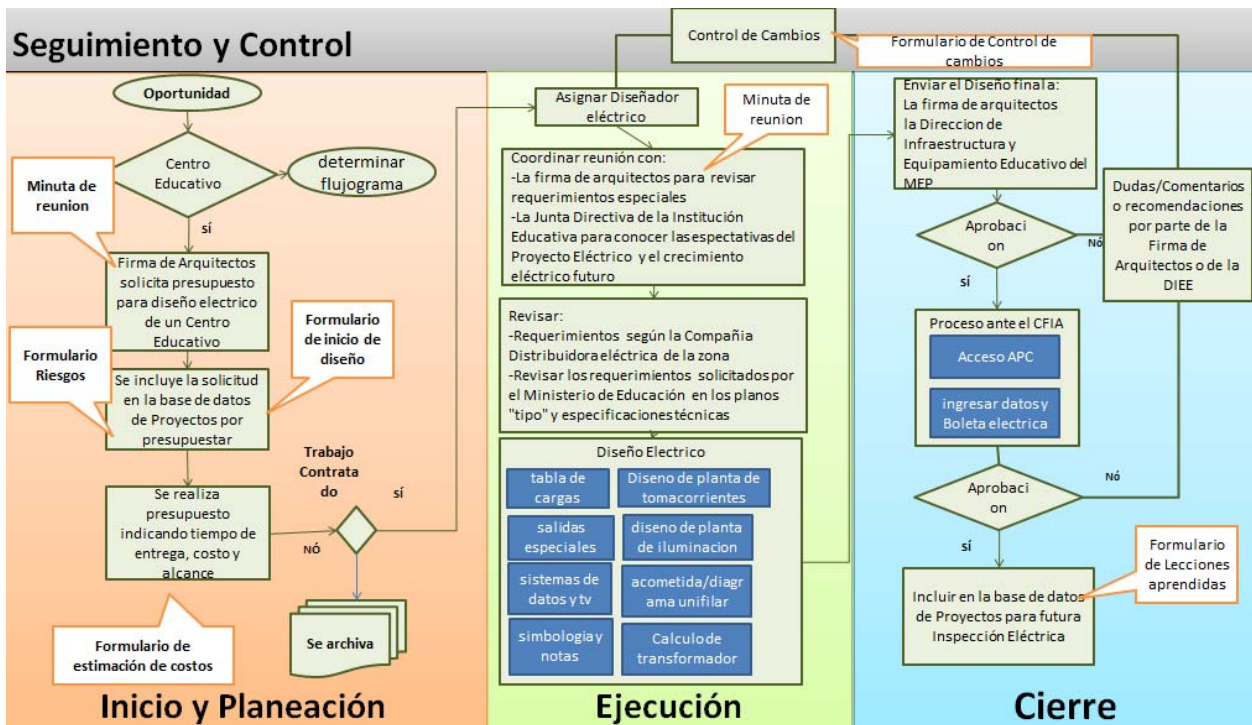 Seguimiento y Control
Control de Cambios
Formulario de Control de
cambios
Oportunidad
Centro
Educativo
determinar
flujograma
Minuta de
reunion
sí
Firma de Arquitectos
solicita presupuesto
para diseño electrico
de un Centro
Educativo
Formulario
Riesgos
Formulario
de inicio de
diseño
Se incluye la solicitud
en la base de datos
de Proyectos por
presupuestar
Trabajo
Contrata
do
sí
Se realiza
presupuesto
indicando tiempo de
entrega, costo y
alcance
NÓ
Formulario de
estimación de costos
Se archiva
Inicio y Planeación
Asignar Diseñador
eléctrico
Minuta de
reunion
Coordinar reunión con:
-La firma de arquitectos para revisar
requerimientos especiales
-La Junta Directiva de la Institución
Educativa para conocer las espectativas del
Proyecto Eléctrico y el crecimiento
eléctrico futuro
Revisar:
-Requerimientos según la Compañia
Distribuidora eléctrica de la zona
-Revisar los requerimientos solicitados por
el Ministerio de Educación en los planos
"tipo" y especificaciones técnicas
Diseño Electrico
tabla de
cargas
Diseno de planta de
tomacorrientes
salidas
especiales
diseno de planta
de iluminacion
sistemas de
datos y tv
acometida/diagr
ama unifilar
simbologia y
notas
Calculo de
transformador
Ejecución
Enviar el Diseño final a:
La firma de arquitectos
la Direccion de
Infraestructura y
Equipamiento Educativo del
MEP
Aprobaci
on
Nó
Dudas/Comentarios
o recomendaciones
por parte de la
Firma de
Arquitectos o de la
DIEE
sí
Proceso ante el CFIA
Acceso APC
ingresar datos y
Boleta electrica
Aprobaci
on
Nó
sí
Formulario
de Lecciones
aprendidas
Incluir en la base de datos
de Proyectos para futura
Inspección Eléctrica
Cierre